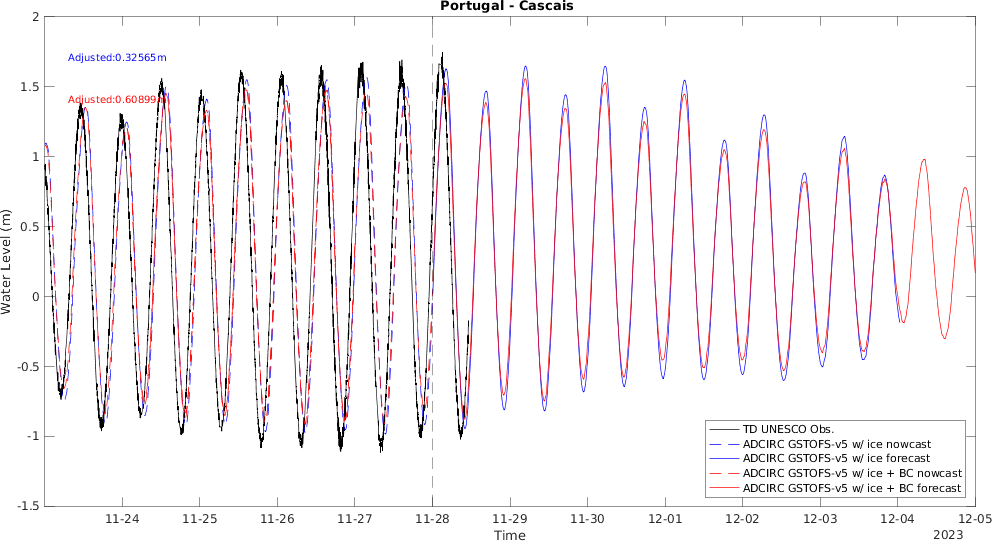 Portugal - Cascais
2
1.5
1
0.5
0
-0.5
-1
-1.5
Water Level (m)
Adjusted:0.32565m
Adjusted:0.60899m
TD UNESCO Obs.
ADCIRC GSTOFS-v5 w/ ice nowcast
ADCIRC GSTOFS-v5 w/ ice forecast
ADCIRC GSTOFS-v5 w/ ice + BC nowcast
ADCIRC GSTOFS-v5 w/ ice + BC forecast
11-24 11-25 11-26 11-27 11-28 11-29 11-30 12-01 12-02 12-03 12-04 12-05
Time
2023